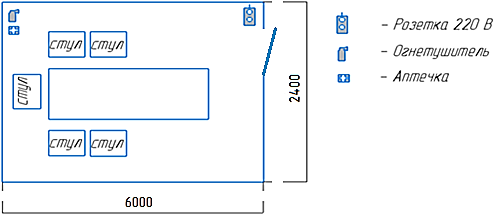 – Розетка 220 В
– Огнетушитель
– Аптечка
стул стул
стул
стул стул
2400
6000